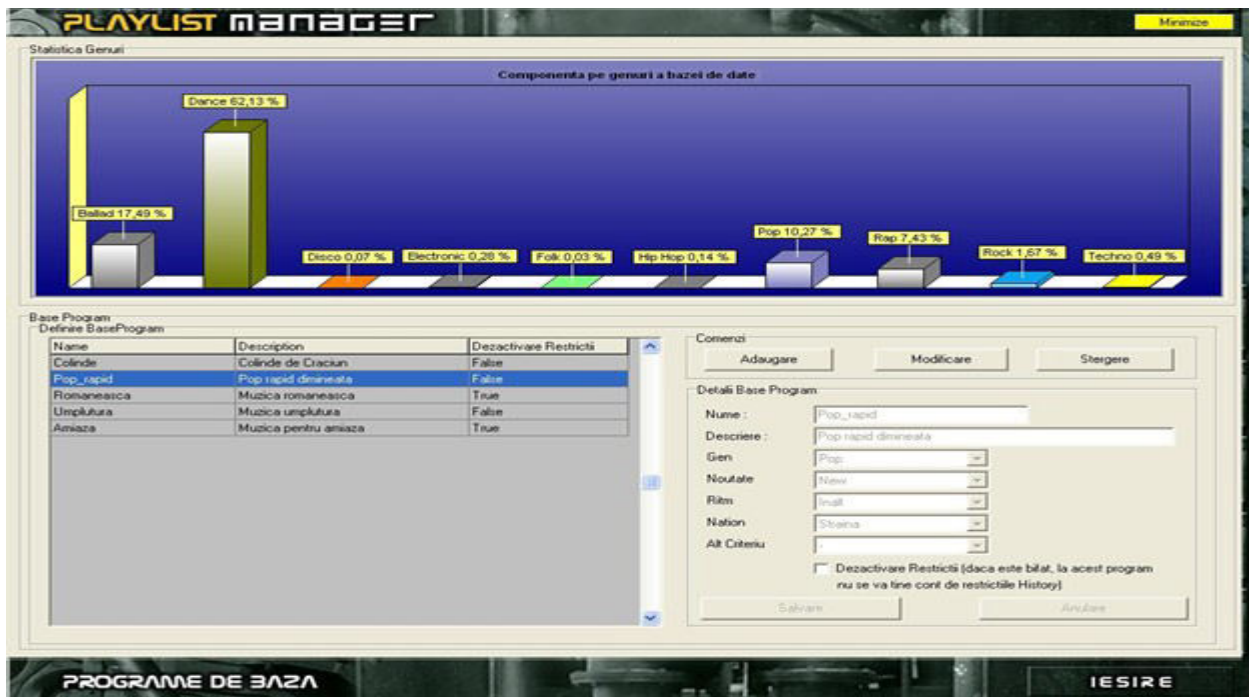 PLAYLIST MANAGER
Minimize
Statistica Genuri
Componenta pe genuri a bazei de date
Dance 62,13 %
Ballad 17,49 %
Disco 0,07 %
Electronic 0,28 %
Folk 0,03 %
Hip Hop 0,14 %
Pop 10,27 %
Rap 7,43 %
Rock 1,67 %
Techno 0,49 %
Base Program
Definire BaseProgram
Name Description Dezactivare Restrictii
Colinde Colinde de Craciun False
Pop_rapid Pop rapid dimineata False
Romaneasca Muzica romaneasca True
Umplutura Muzica umplutura False
Amiaza Muzica pentru amiaza True
Comenzi
Adaugare Modificare Stergere
Detalii Base Program
Nume : Pop_rapid
Descriere : Pop rapid dimineata
Gen Pop
Noutate New
Ritm Inalt
Nation Straina
Alt Criteriu -
Dezactivare Restrictii (daca este bifat, la acest program
nu se va tine cont de restrictiile History)
Salvare Anulare
PROGRAME DE BAZA
IESIRE